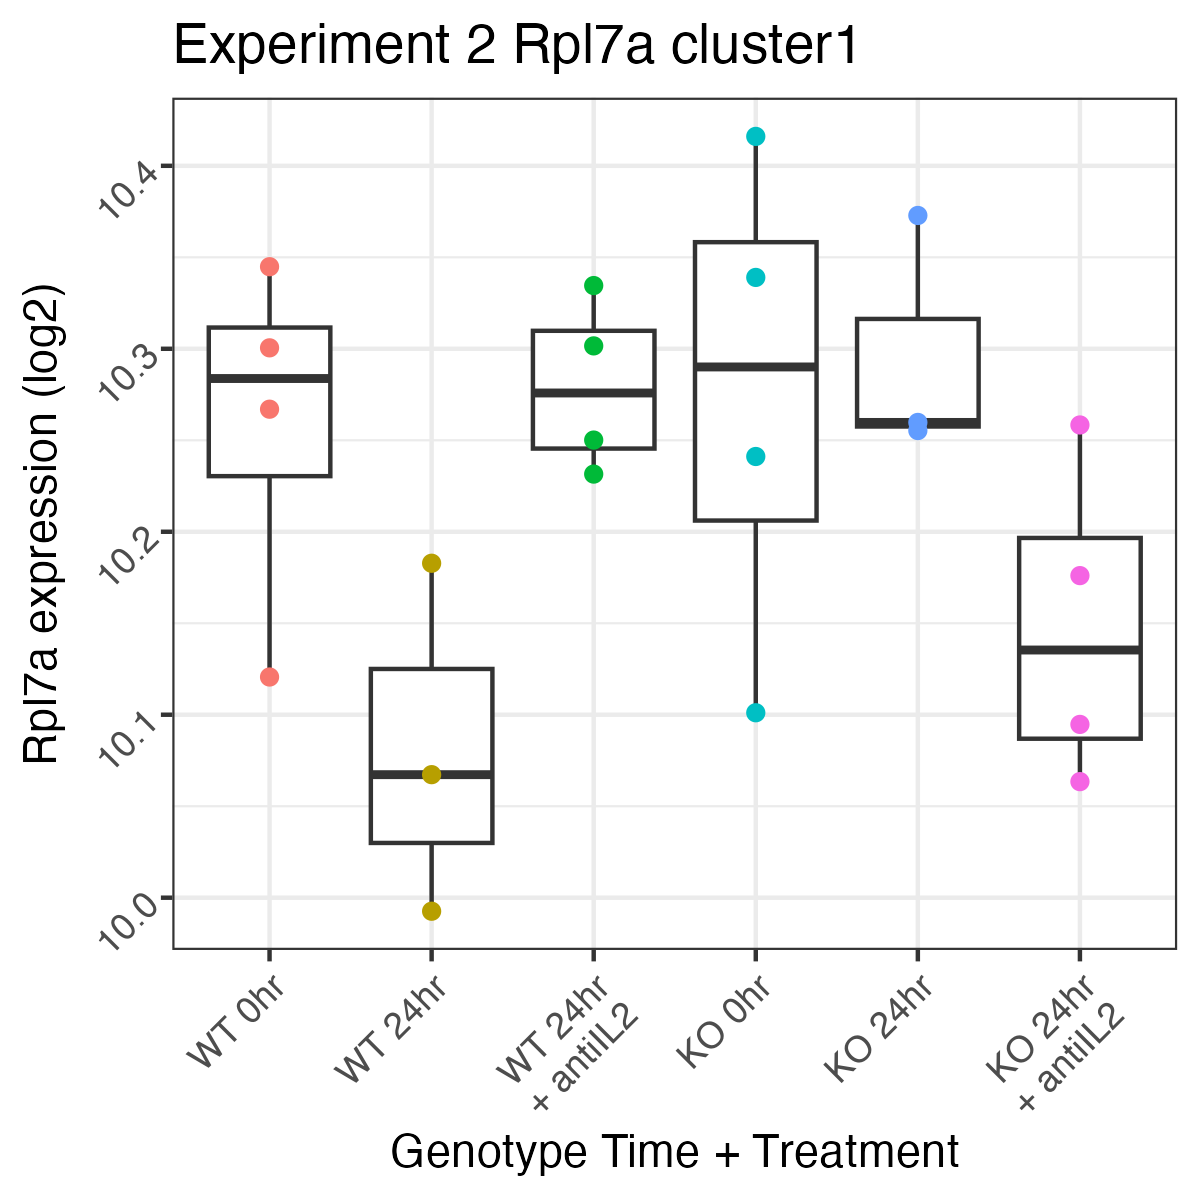 Experiment 2 Rpl7a cluster1
Rpl7a expression (log2)
10.4
10.3
10.2
10.1
10.0
WT 0hr
WT 24hr
WT 24hr
+ antiIL2
KO 0hr
KO 24hr
KO 24hr
+ antiIL2
Genotype Time + Treatment